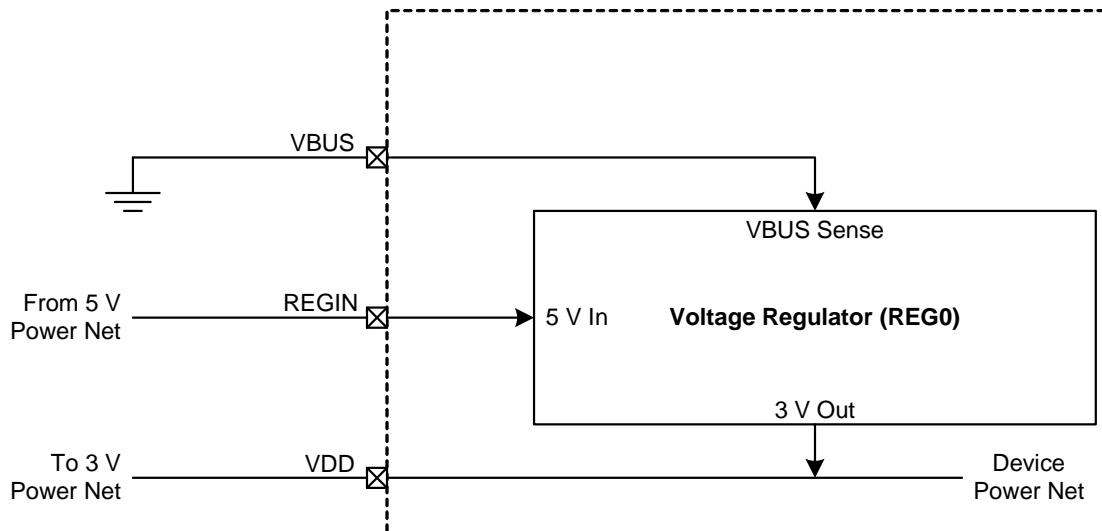 VBUS
VBUS Sense
From 5 V
Power Net
REGIN
5 V In
Voltage Regulator (REG0)
3 V Out
To 3 V
Power Net
VDD
Device
Power Net